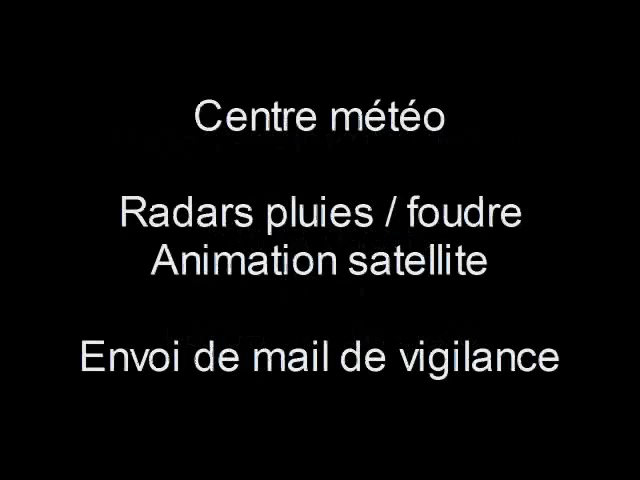 Centre météo
Radars pluies / foudre
Animation satellite
Envoi de mail de vigilance